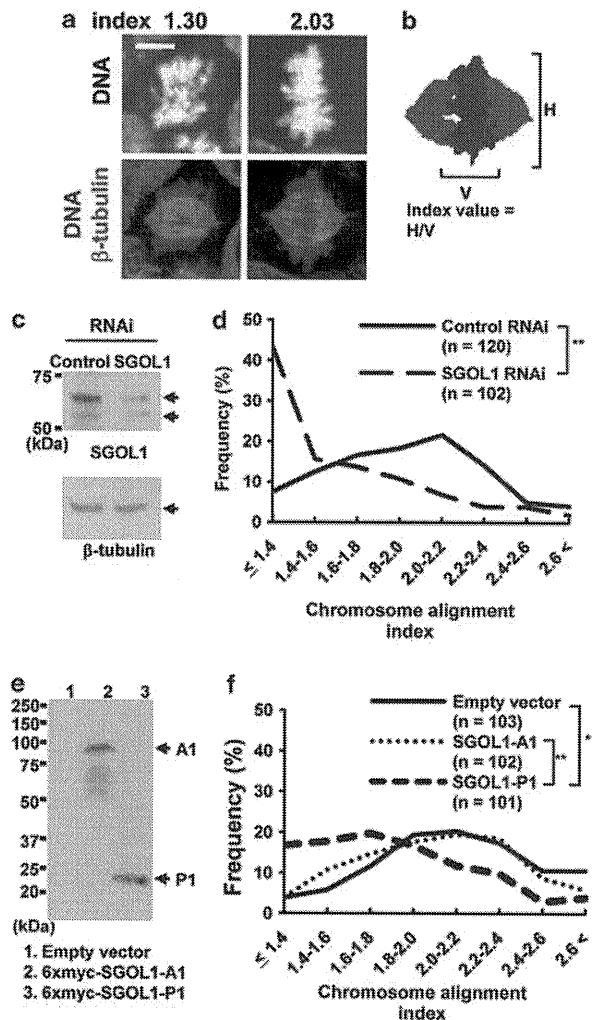 a index 1.30 2.03
DNA
DNA
β-tubulin
b
H
V
Index value =
H/V
c
RNAi
Control SGOL1
75
50
(kDa)
SGOL1
β-tubulin
d
50
40
30
20
10
0
Frequency (%)
Control RNAi
(n = 120)
SGOL1 RNAi
(n = 102)
**
≤ 1.4
1.4-1.6
1.6-1.8
1.8-2.0
2.0-2.2
2.2-2.4
2.4-2.6
2.6 <
Chromosome alignment
index
e
1 2 3
250
150
100
75
50
37
25
20
(kDa)
A1
P1
1. Empty vector
2. 6xmyc-SGOL1-A1
3. 6xmyc-SGOL1-P1
f
50
40
30
20
10
0
Frequency (%)
Empty vector
(n = 103)
SGOL1-A1
(n = 102)
SGOL1-P1
(n = 101)
**
*
≤ 1.4
1.4-1.6
1.6-1.8
1.8-2.0
2.0-2.2
2.2-2.4
2.4-2.6
2.6 <
Chromosome alignment
index